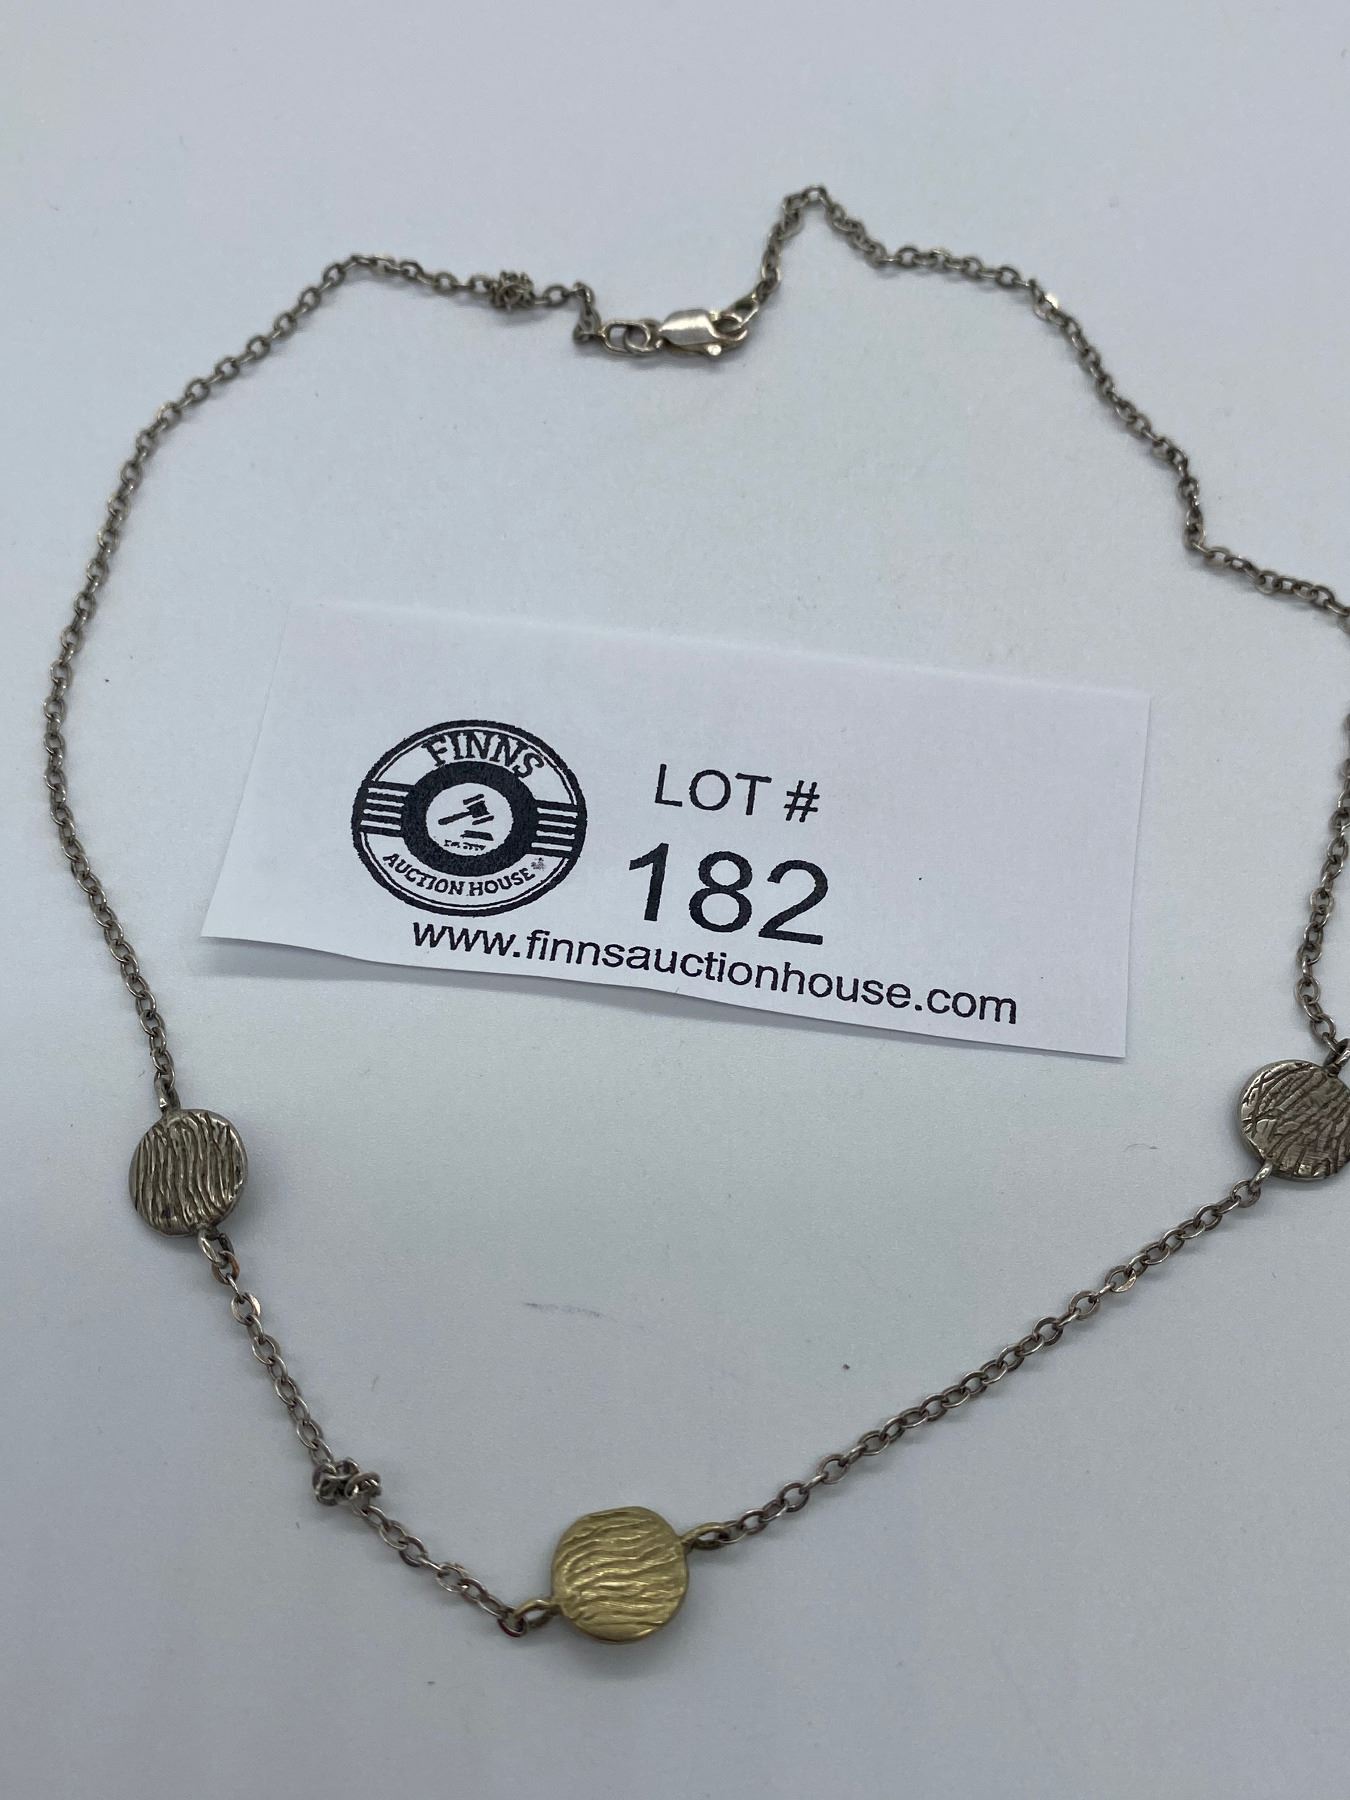 FINNS
AUCTION HOUSE
LOT #
182
www.finnsauctionhouse.com